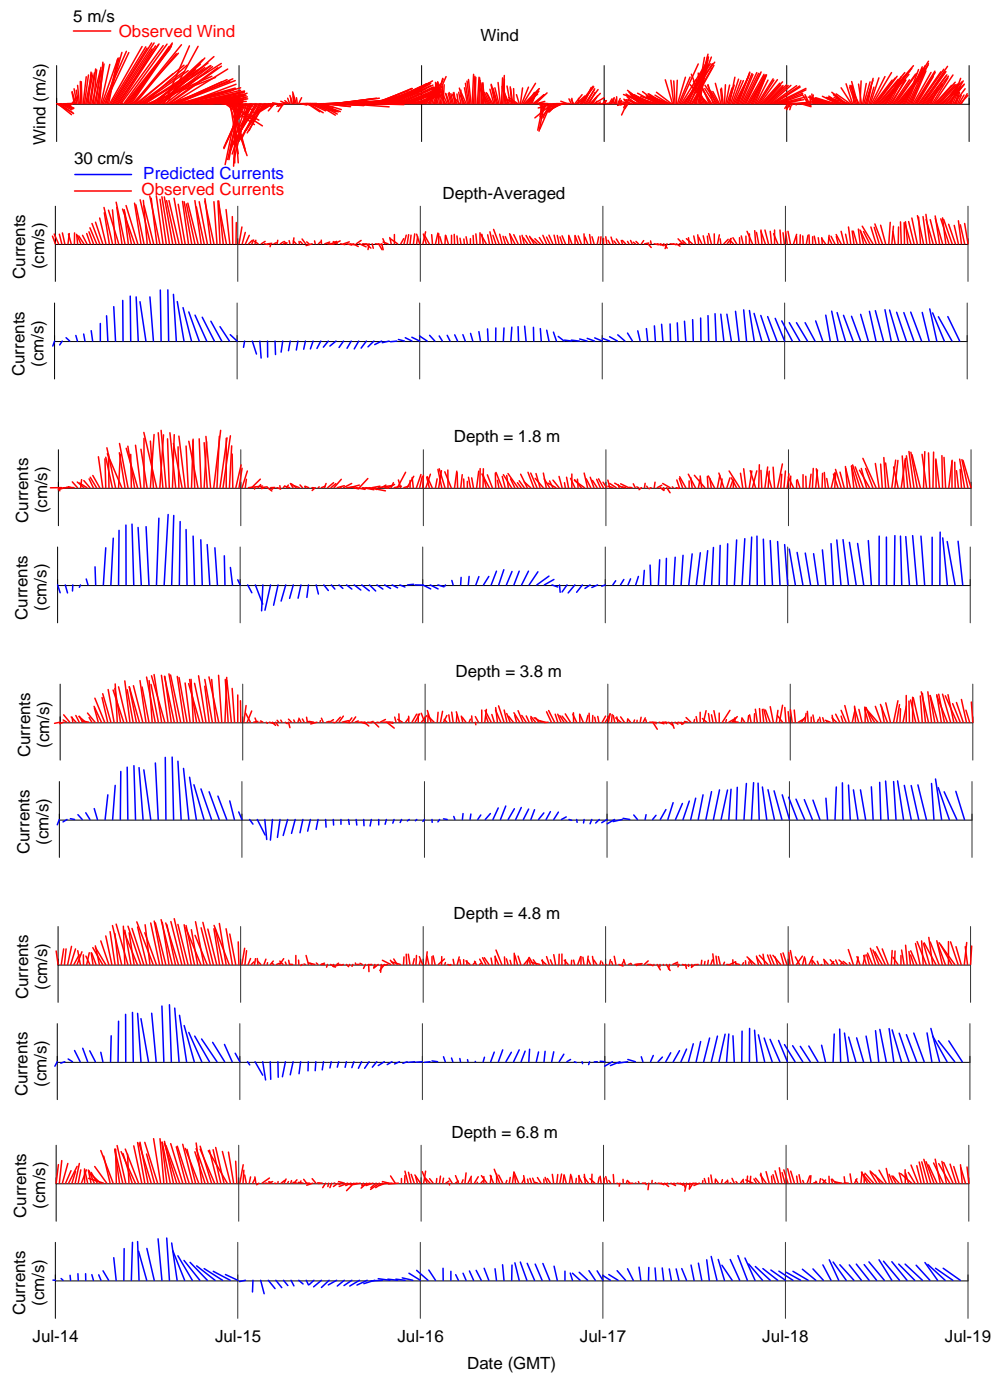 5 m/s
Observed Wind
Wind
Wind (m/s)
30 cm/s
Predicted Currents
Observed Currents
Depth-Averaged
Currents
(cm/s)
Currents
(cm/s)
Depth = 1.8 m
Currents
(cm/s)
Currents
(cm/s)
Depth = 3.8 m
Currents
(cm/s)
Currents
(cm/s)
Depth = 4.8 m
Currents
(cm/s)
Currents
(cm/s)
Depth = 6.8 m
Currents
(cm/s)
Currents
(cm/s)
Jul-14 Jul-15 Jul-16 Jul-17 Jul-18 Jul-19
Date (GMT)